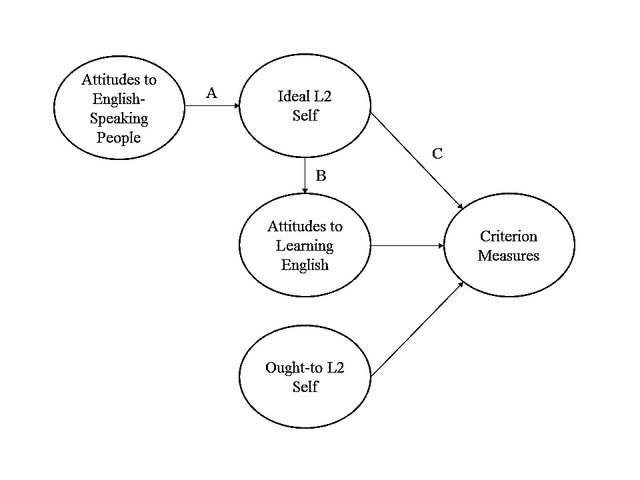 Attitudes to
English-
Speaking
People
A
Ideal L2
Self
C
B
Attitudes to
Learning
English
Criterion
Measures
Ought-to L2
Self